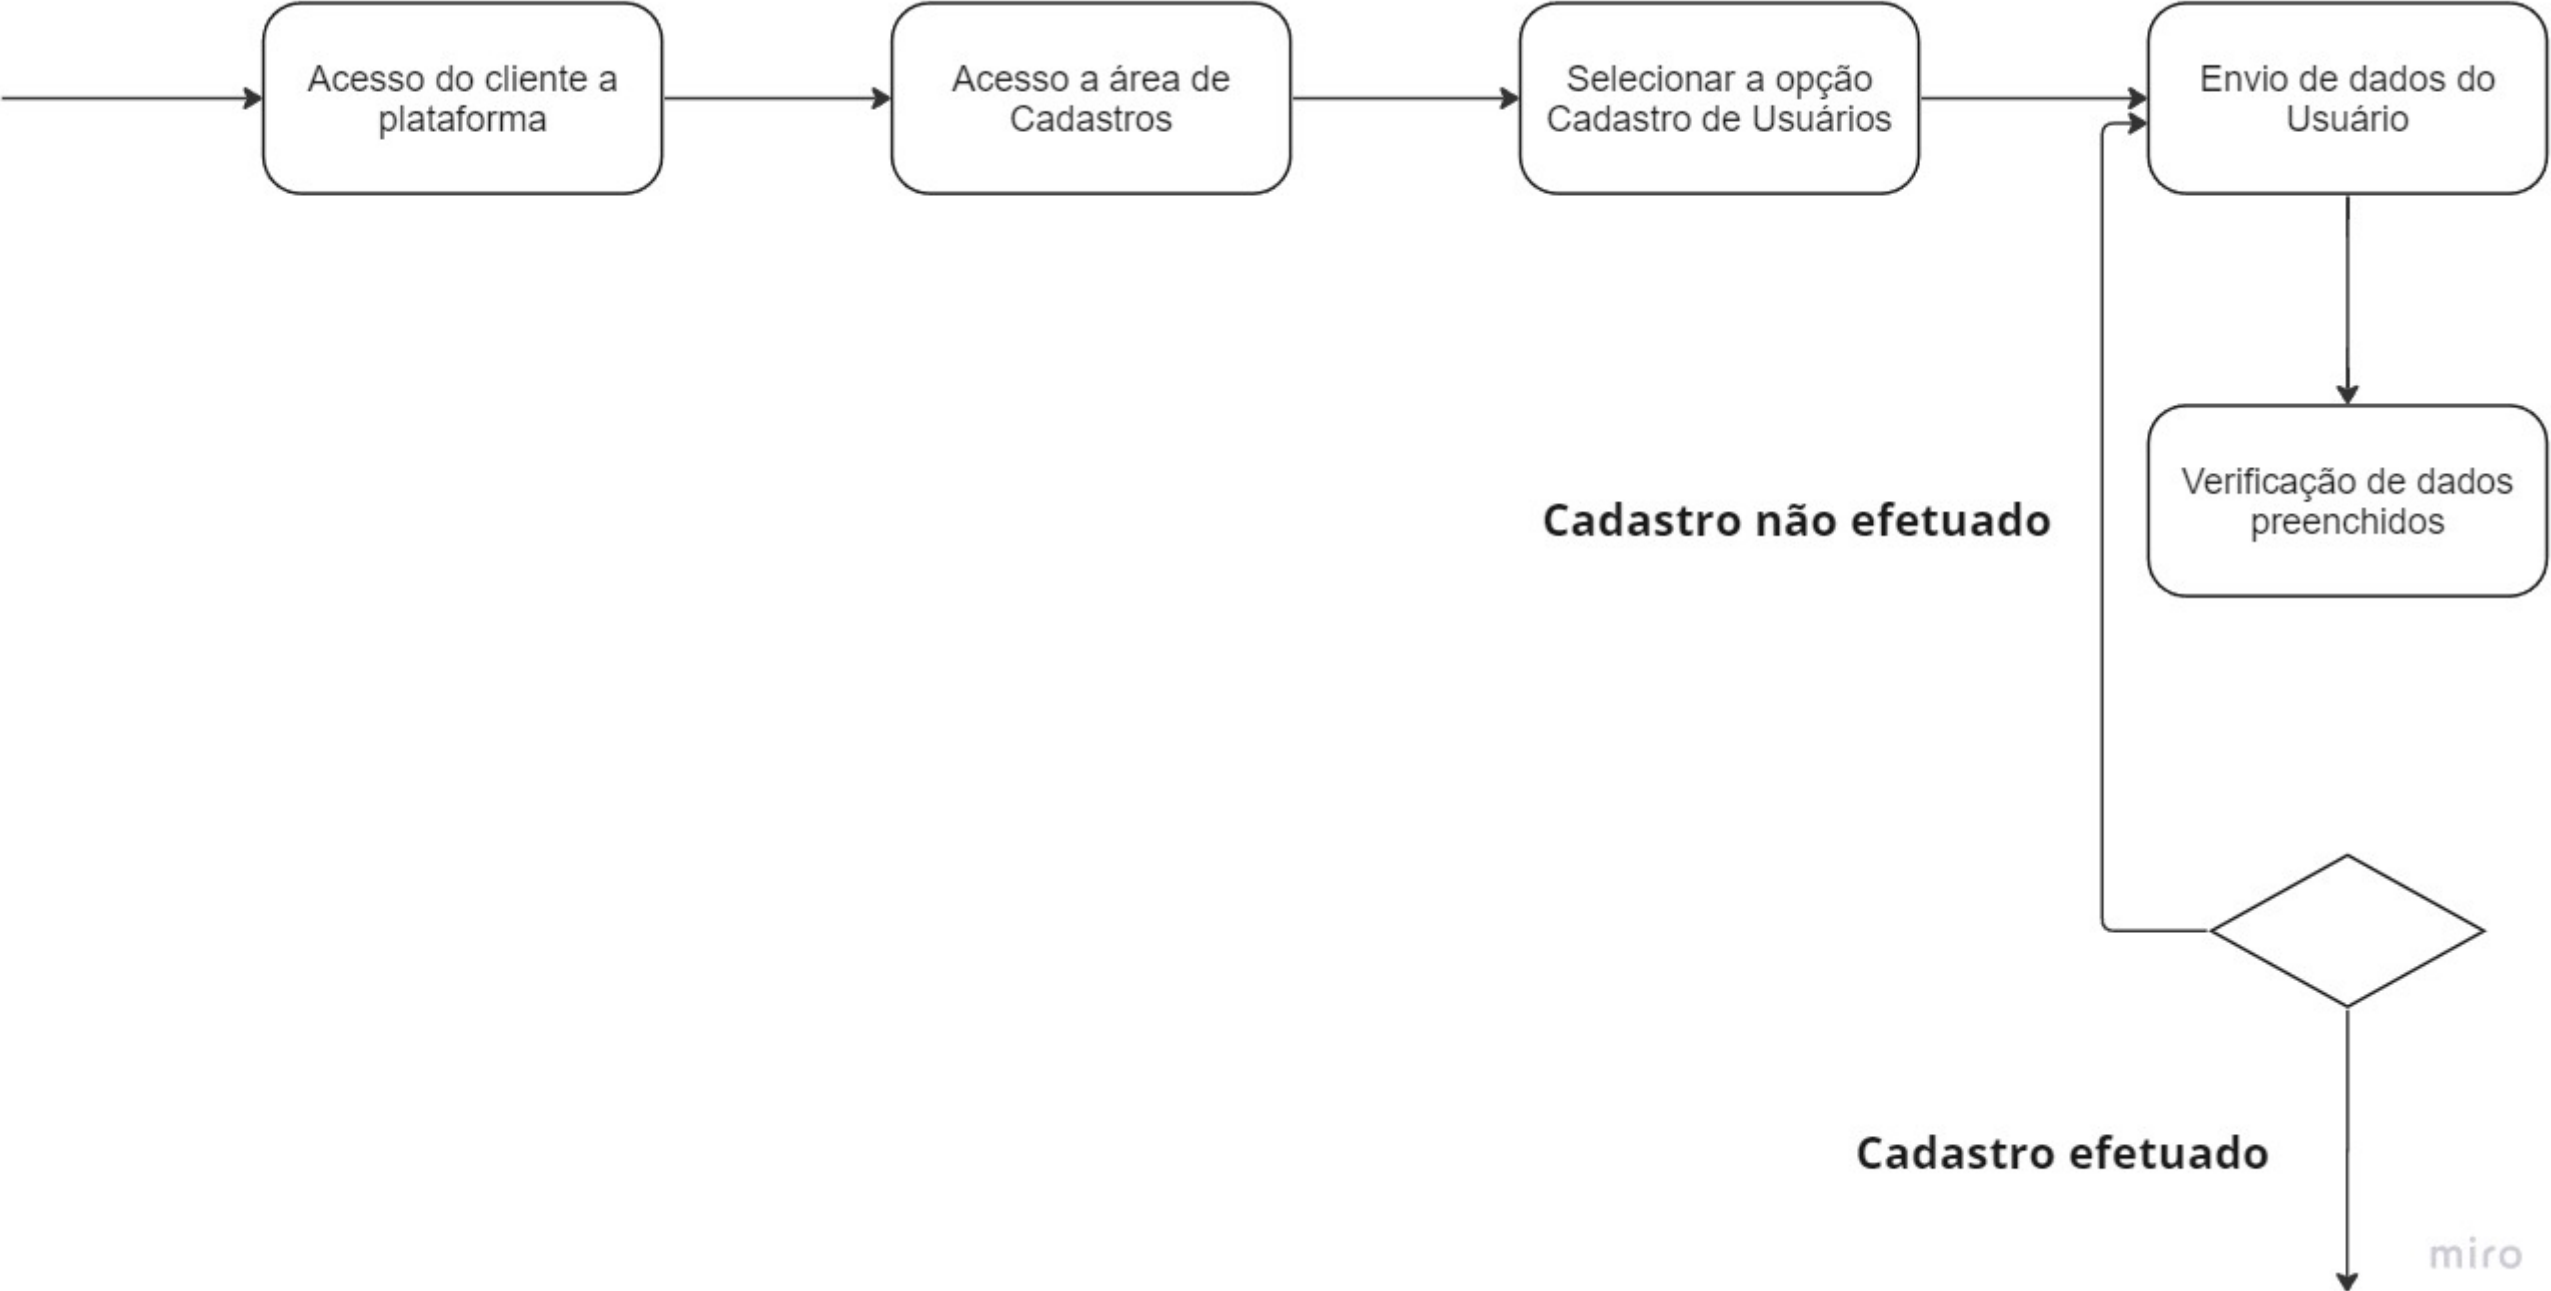 Acesso do cliente a
plataforma
Acesso a área de
Cadastros
Selecionar a opção
Cadastro de Usuários
Envio de dados do
Usuário
Verificação de dados
preenchidos
Cadastro não efetuado
Cadastro efetuado
miro